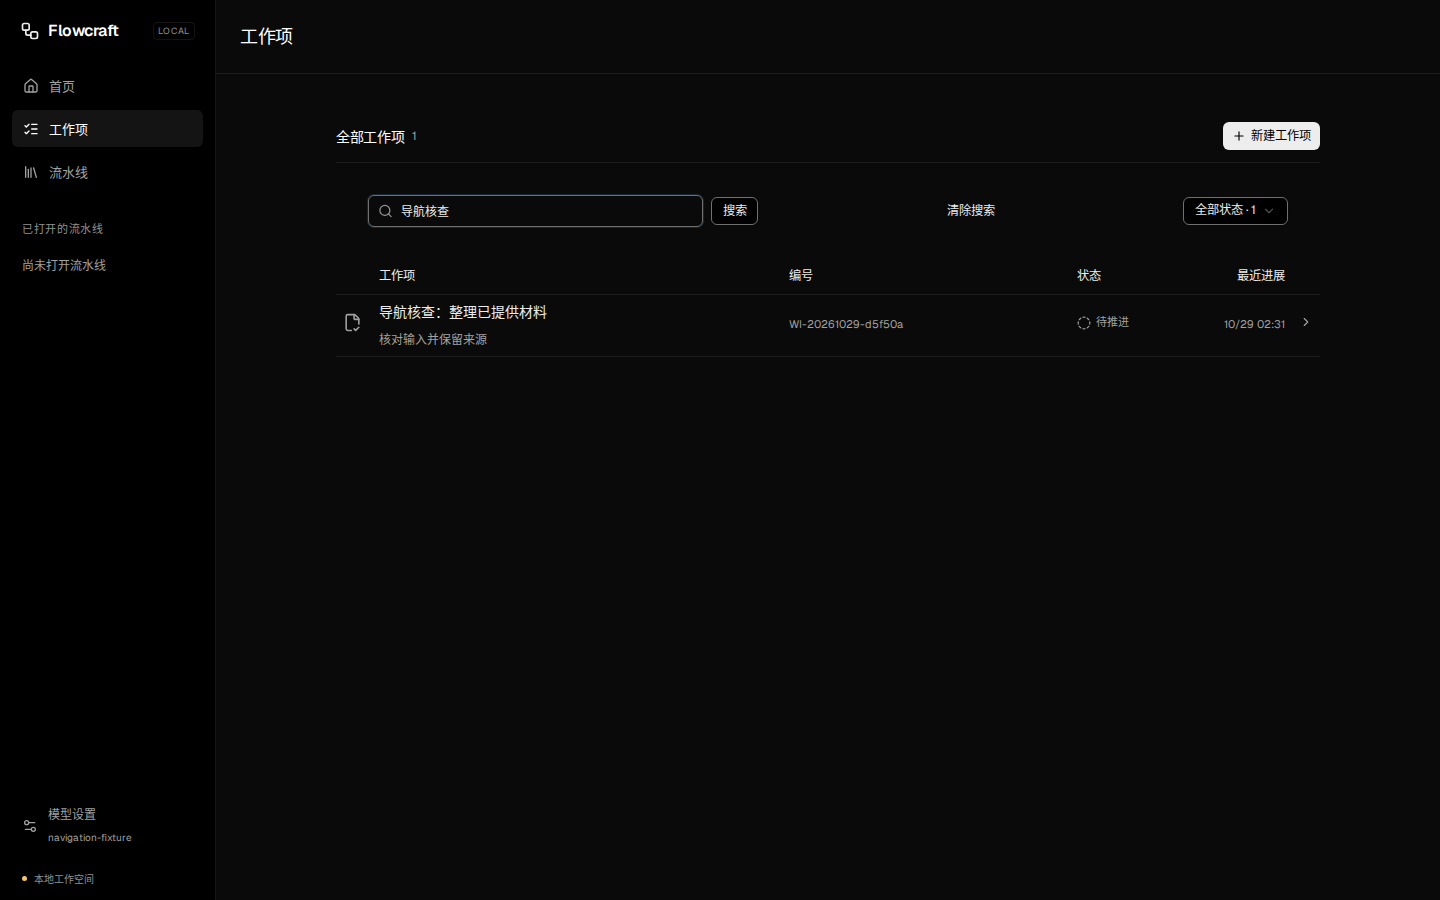 Flowcraft LOCAL
首页
工作项
流水线
已打开的流水线
尚未打开流水线
模型设置
navigation-fixture
本地工作空间
工作项
全部工作项 1
新建工作项
导航核查 搜索 清除搜索 全部状态 · 1
工作项 编号 状态 最近进展
导航核查：整理已提供材料
核对输入并保留来源
WI-20261029-d5f50a 待推进 10/29 02:31